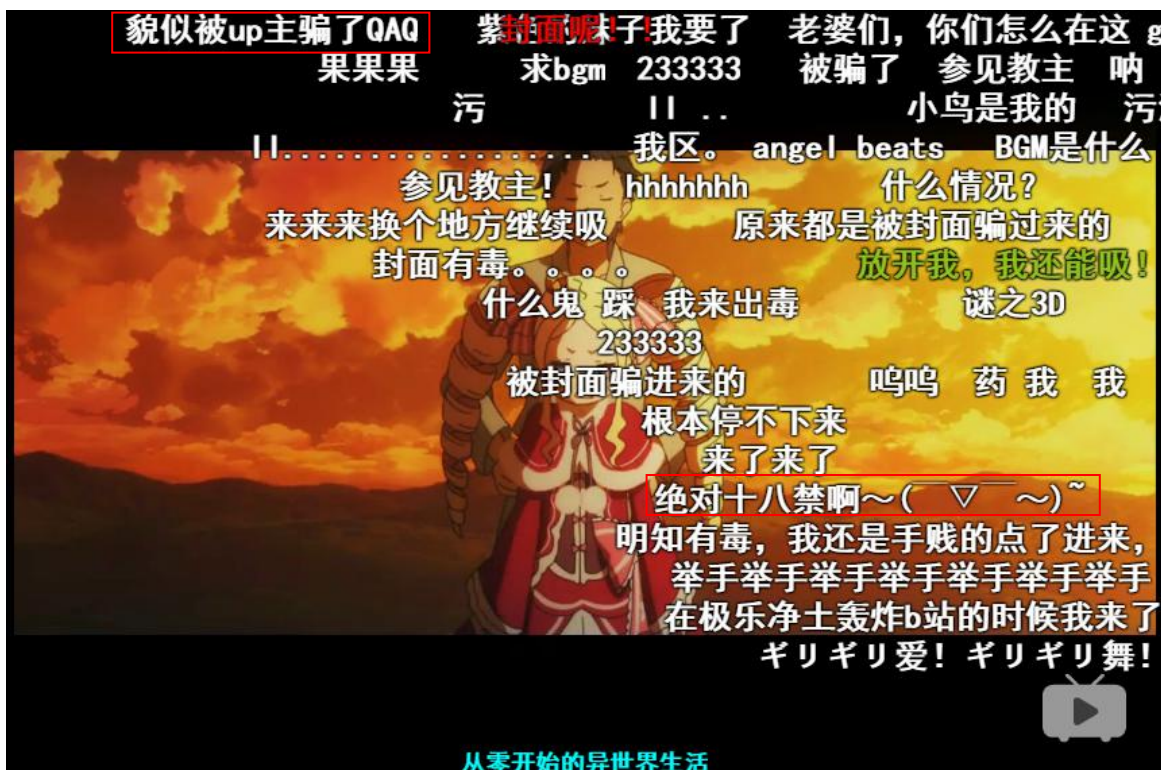 貌似被up主骗了QAQ 紫 的妹子我要了 老婆们，你们怎么在这 g
封面呢！！
果果果 求bgm 233333 被骗了 参见教主 呐
污 II .. 小鸟是我的 污
II.................. 我区。 angel beats BGM是什么
参见教主！ hhhhhhh 什么情况？
来来来换个地方继续吸 原来都是被封面骗过来的
封面有毒。。。。 放开我，我还能吸！
什么鬼 踩 我来出毒 谜之3D
233333
被封面骗进来的 呜呜 药 我 我
根本停不下来
来了来了
绝对十八禁啊～(￣▽￣～)~
明知有毒，我还是手贱的点了进来，
举手举手举手举手举手举手举手
在极乐净土轰炸b站的时候我来了
ギリギリ爱！ギリギリ舞！
从零开始的异世界生活